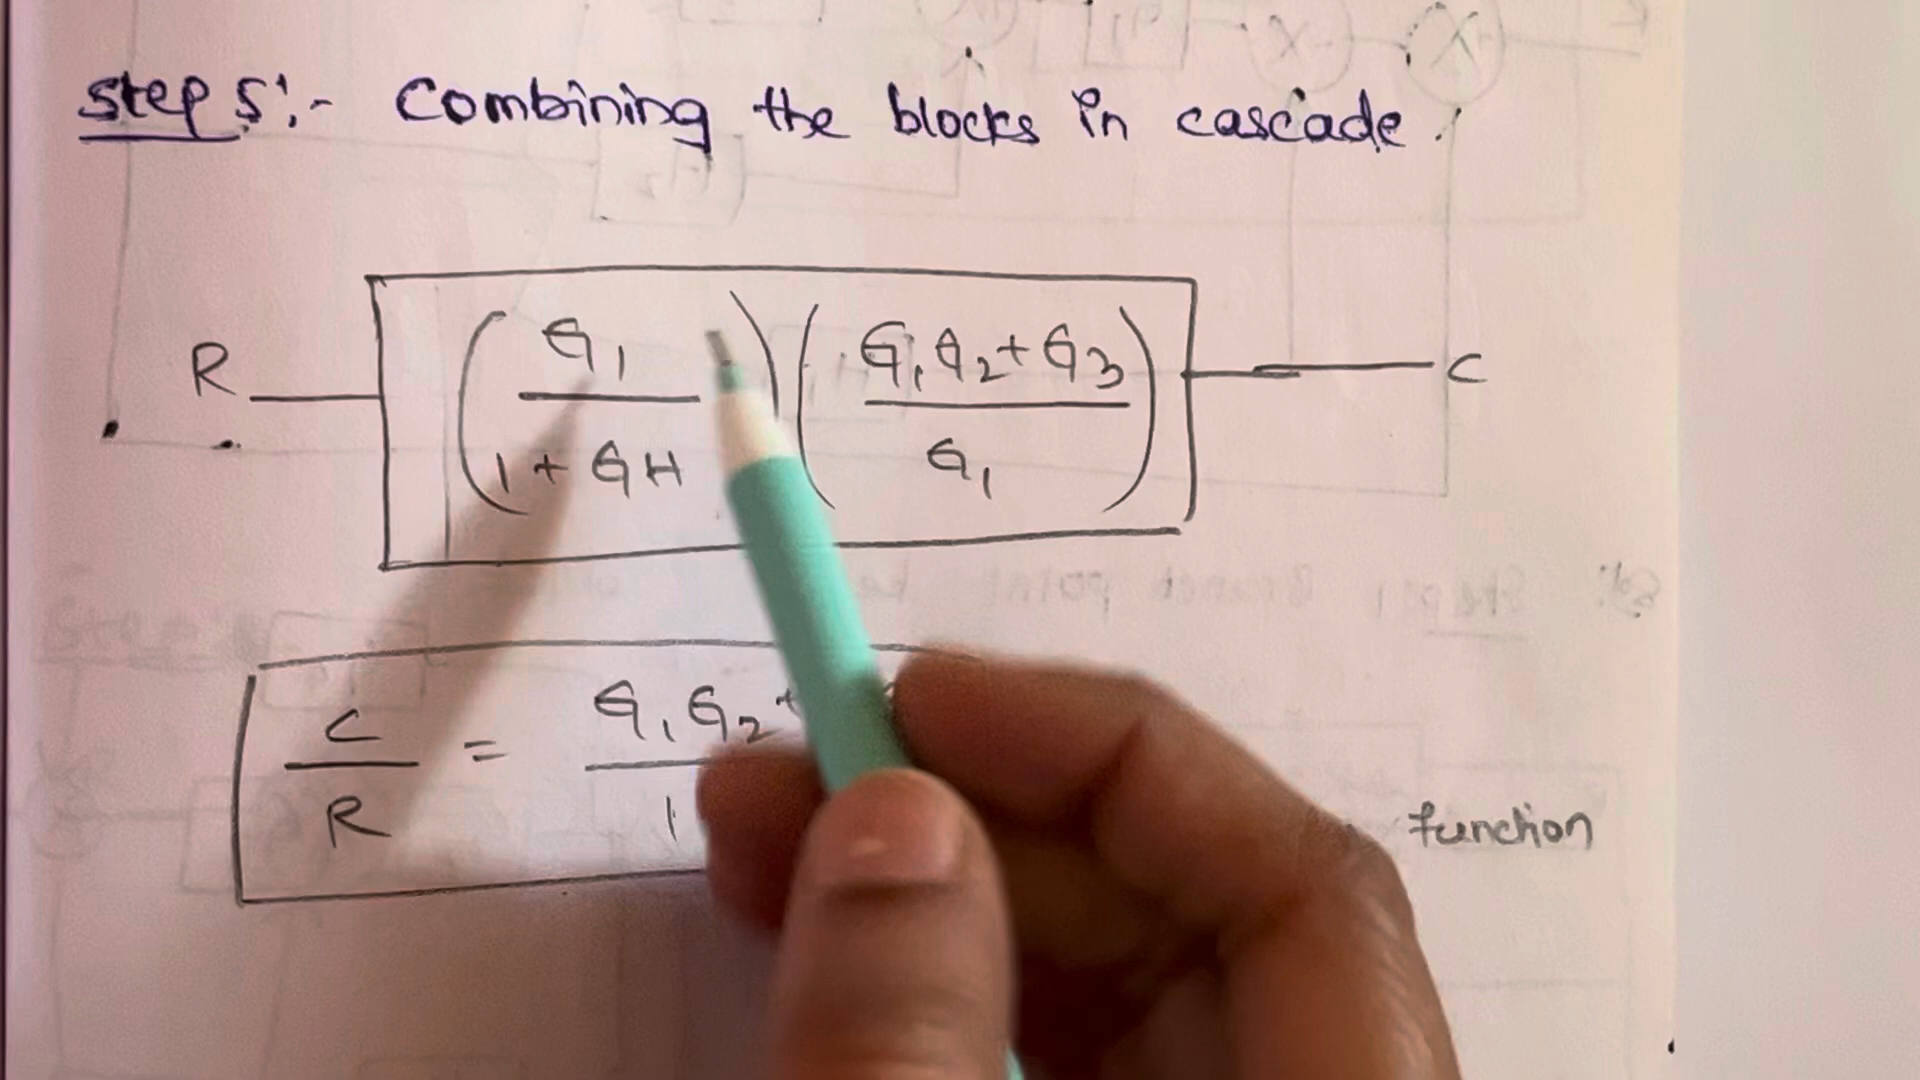 step 5:- Combining the blocks in cascade.
R (G1 / 1 + GH) (G1G2 + G3 / G1) C
C / R = G1G2 + / 1
function